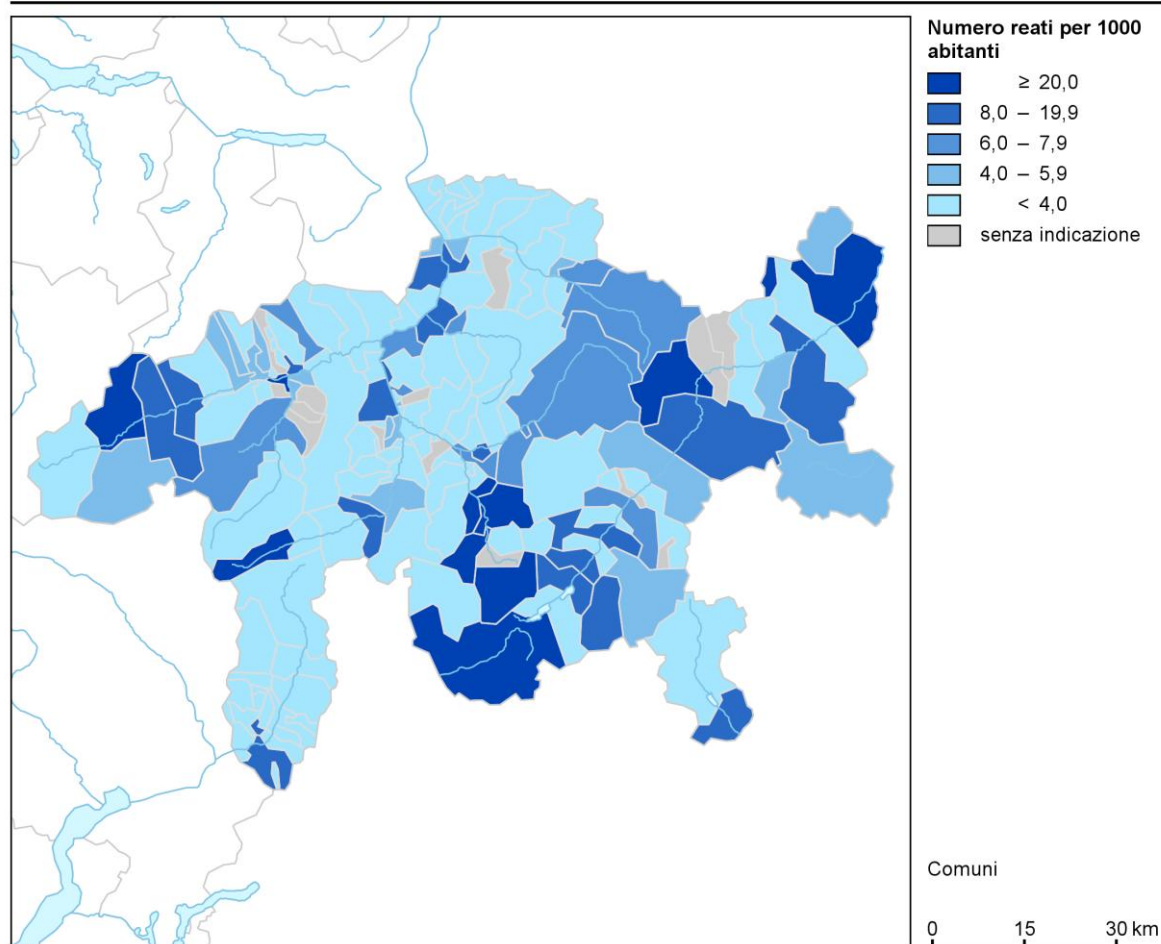 Numero reati per 1000
abitanti
≥ 20,0
8,0 – 19,9
6,0 – 7,9
4,0 – 5,9
< 4,0
senza indicazione
Comuni
0 15 30 km